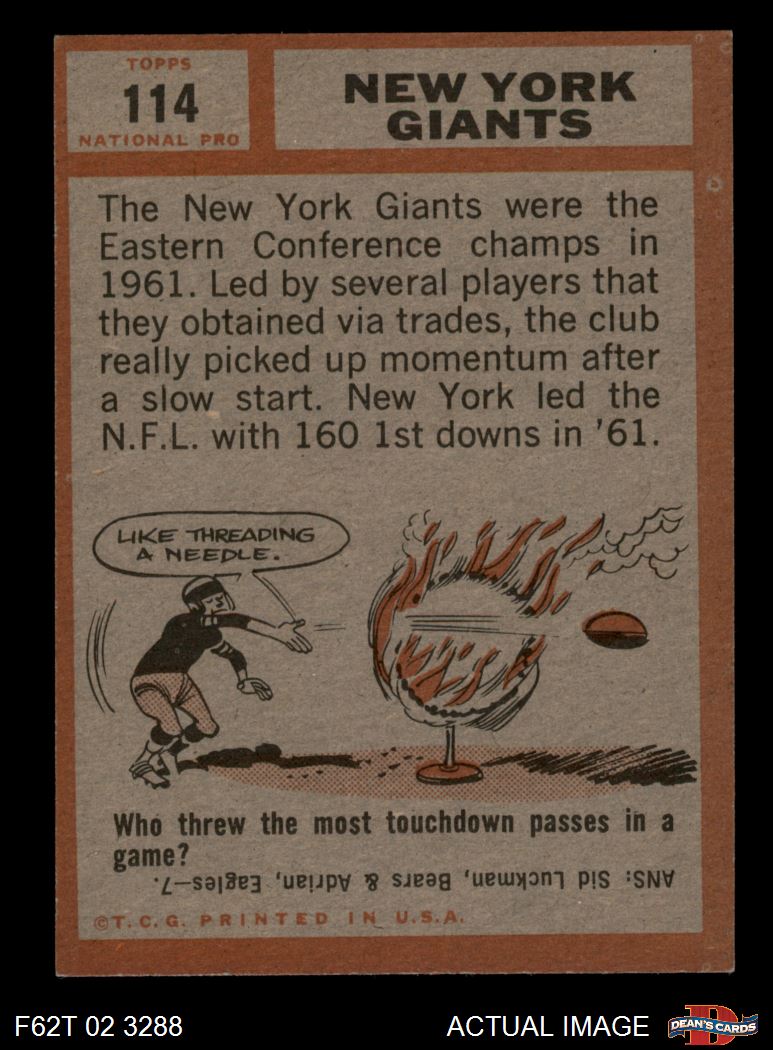 TOPPS
114
NATIONAL PRO
NEW YORK
GIANTS
The New York Giants were the
Eastern Conference champs in
1961. Led by several players that
they obtained via trades, the club
really picked up momentum after
a slow start. New York led the
N.F.L. with 160 1st downs in '61.
LIKE THREADING
A NEEDLE.
Who threw the most touchdown passes in a
game?
ANS: Sid Luckman, Bears & Adrian, Eagles—7.
©T.C.G. PRINTED IN U.S.A.
F62T 02 3288
ACTUAL IMAGE
D
DEAN'S CARDS